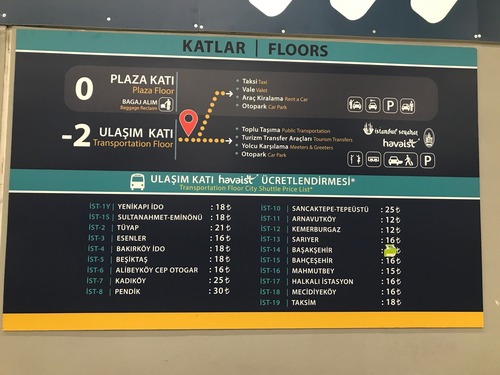 KATLAR | FLOORS
0 PLAZA KATI
Plaza Floor
BAGAJ ALIM
Baggage Reclaim
• Taksi Taxi
• Vale Valet
• Araç Kiralama Rent a Car
• Otopark Car Park
P
-2 ULAŞIM KATI
Transportation Floor
• Toplu Taşıma Public Transportation
• Turizm Transfer Araçları Tourism Transfers
• Yolcu Karşılama Meeters & Greeters
• Otopark Car Park
istanbul seyahat
havaist
P
ULAŞIM KATI havaist ÜCRETLENDİRMESİ*
Transportation Floor City Shuttle Price List*
İST-1Y | YENİKAPI İDO : 18 ₺
İST-1S | SULTANAHMET-EMİNÖNÜ : 18 ₺
İST-2 | TÜYAP : 21 ₺
İST-3 | ESENLER : 16 ₺
İST-4 | BAKIRKÖY İDO : 18 ₺
İST-5 | BEŞİKTAŞ : 18 ₺
İST-6 | ALİBEYKÖY CEP OTOGAR : 16 ₺
İST-7 | KADIKÖY : 25 ₺
İST-8 | PENDİK : 30 ₺
İST-10 | SANCAKTEPE-TEPEÜSTÜ : 25 ₺
İST-11 | ARNAVUTKÖY : 12 ₺
İST-12 | KEMERBURGAZ : 12 ₺
İST-13 | SARIYER : 16 ₺
İST-14 | BAŞAKŞEHİR :
İST-15 | BAHÇEŞEHİR : 16 ₺
İST-16 | MAHMUTBEY : 15 ₺
İST-17 | HALKALI İSTASYON : 16 ₺
İST-18 | MECİDİYEKÖY : 16 ₺
İST-19 | TAKSİM : 18 ₺